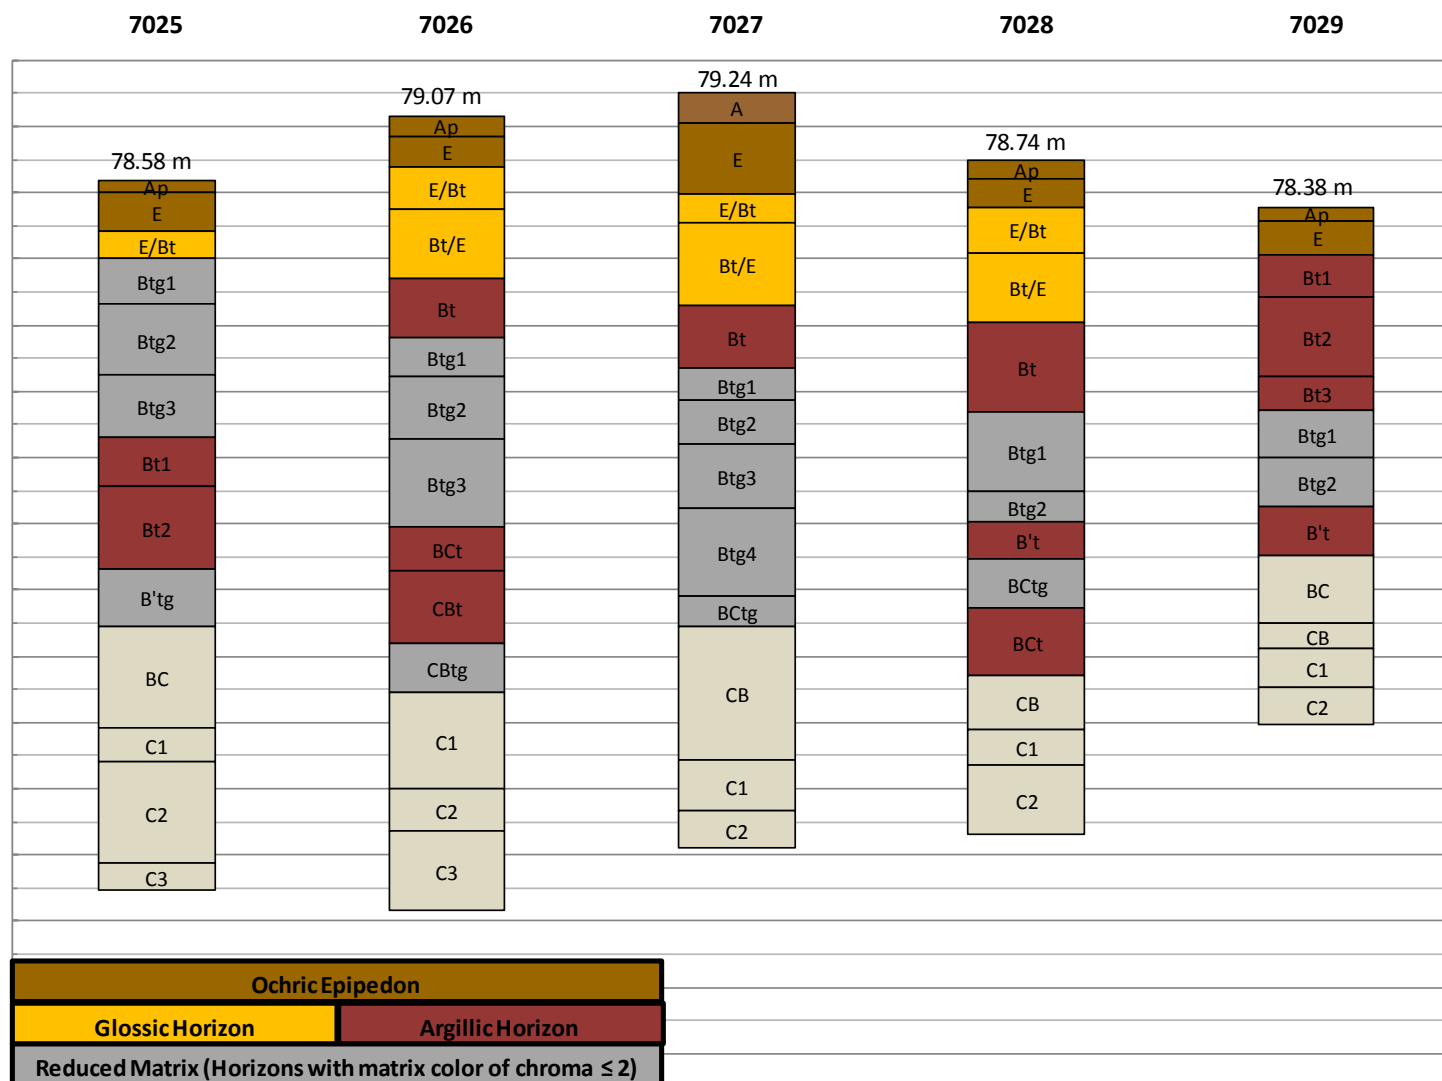 7025
7026
7027
7028
7029
78.58 m
Ap
E
E/Bt
Btg1
Btg2
Btg3
Bt1
Bt2
B'tg
BC
C1
C2
C3
79.07 m
Ap
E
E/Bt
Bt/E
Bt
Btg1
Btg2
Btg3
BCt
CBt
CBtg
C1
C2
C3
79.24 m
A
E
E/Bt
Bt/E
Bt
Btg1
Btg2
Btg3
Btg4
BCtg
CB
C1
C2
78.74 m
Ap
E
E/Bt
Bt/E
Bt
Btg1
Btg2
B't
BCtg
BCt
CB
C1
C2
78.38 m
Ap
E
Bt1
Bt2
Bt3
Btg1
Btg2
B't
BC
CB
C1
C2
Ochric Epipedon
Glossic Horizon
Argillic Horizon
Reduced Matrix (Horizons with matrix color of chroma ≤ 2)